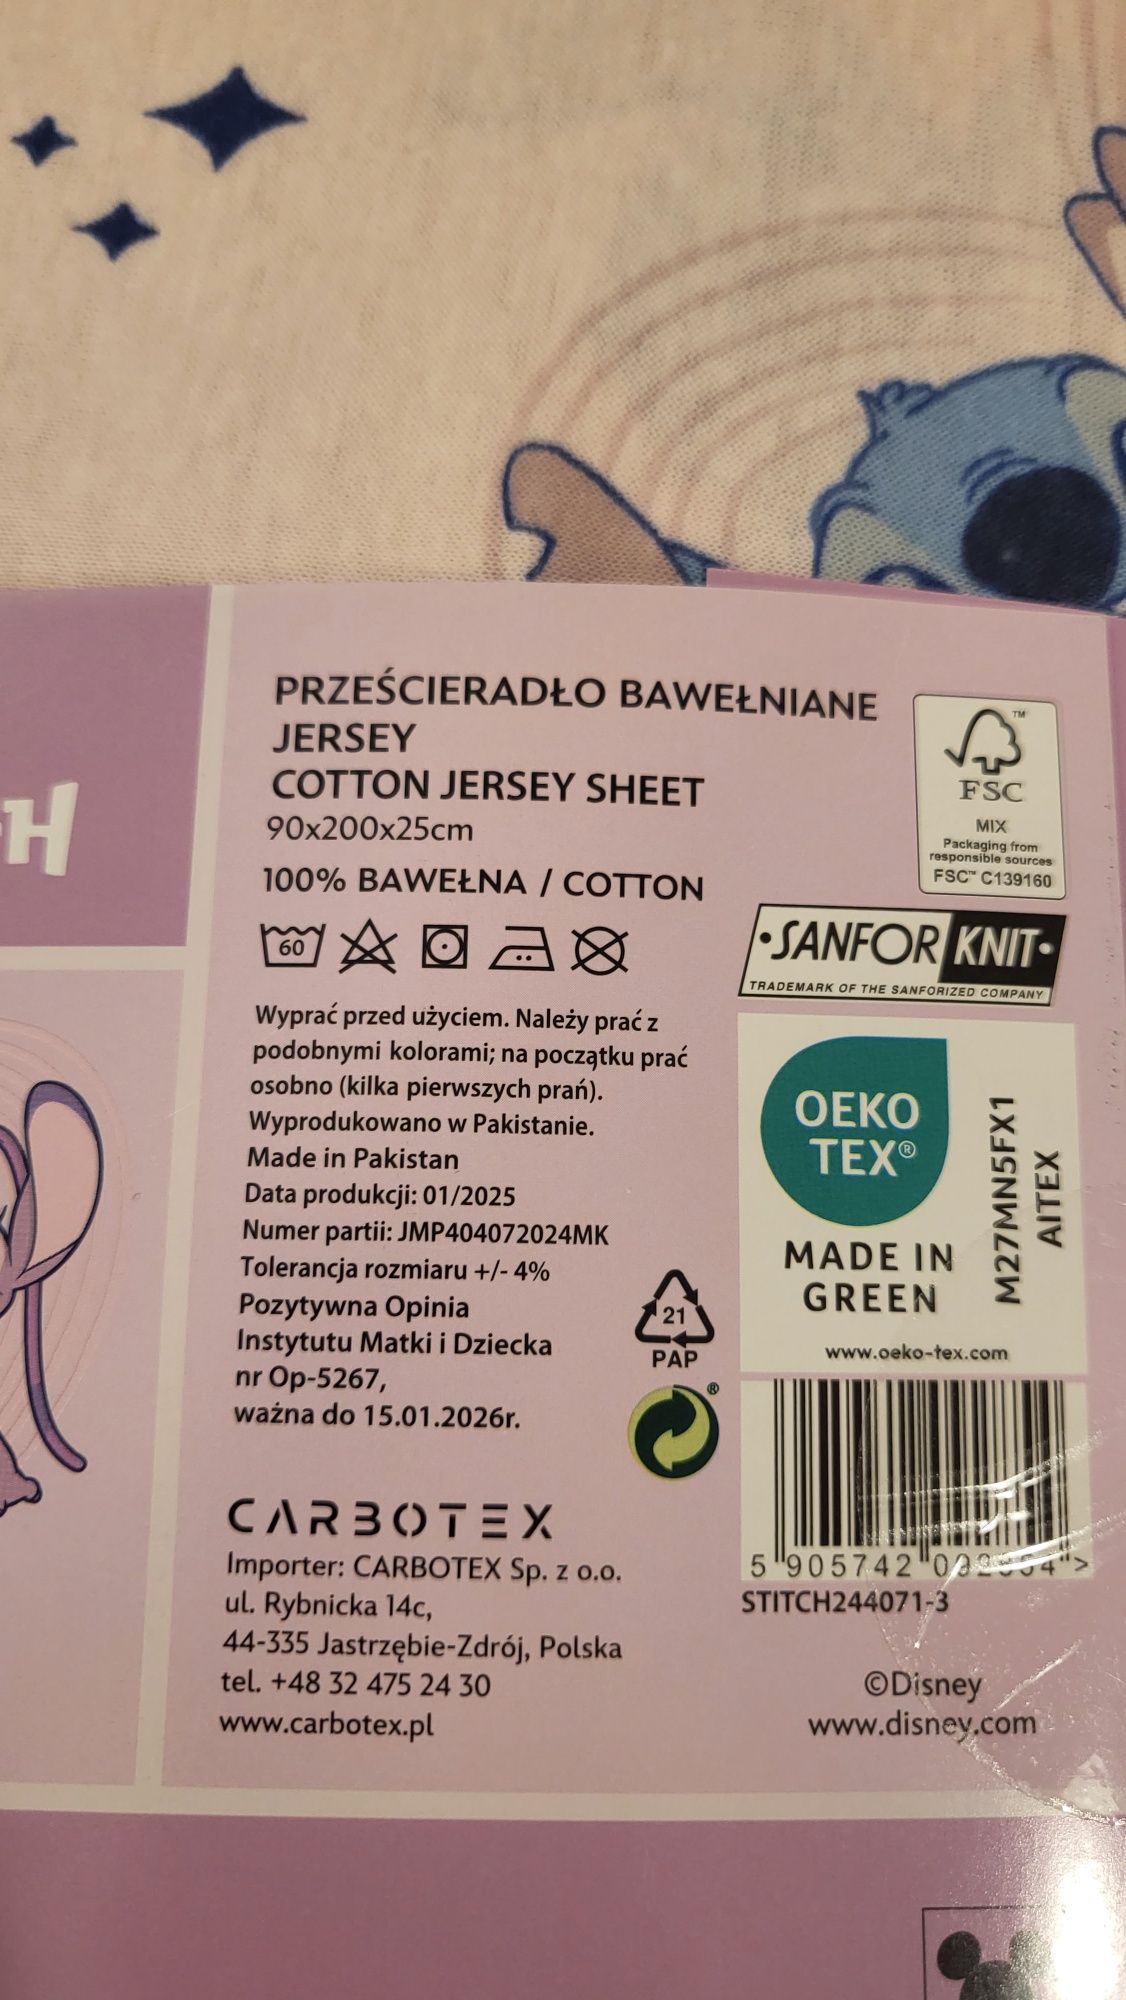 H
PRZEŚCIERADŁO BAWEŁNIANE
JERSEY
COTTON JERSEY SHEET
90x200x25cm
100% BAWEŁNA / COTTON
60
Wyprać przed użyciem. Należy prać z
podobnymi kolorami; na początku prać
osobno (kilka pierwszych prań).
Wyprodukowano w Pakistanie.
Made in Pakistan
Data produkcji: 01/2025
Numer partii: JMP404072024MK
Tolerancja rozmiaru +/- 4%
Pozytywna Opinia
Instytutu Matki i Dziecka
nr Op-5267,
ważna do 15.01.2026r.
CARBOTEX
Importer: CARBOTEX Sp. z o.o.
ul. Rybnicka 14c,
44-335 Jastrzębie-Zdrój, Polska
tel. +48 32 475 24 30
www.carbotex.pl
21
PAP
®
™
FSC
MIX
Packaging from
responsible sources
FSC™ C139160
•SANFOR KNIT•
TRADEMARK OF THE SANFORIZED COMPANY
OEKO
TEX®
MADE IN
GREEN
M27MN5FX1
AITEX
www.oeko-tex.com
5 905742
STITCH244071-3
©Disney
www.disney.com